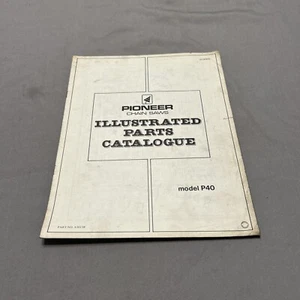 PIONEER
CHAIN SAWS
ILLUSTRATED
PARTS
CATALOGUE
model P40